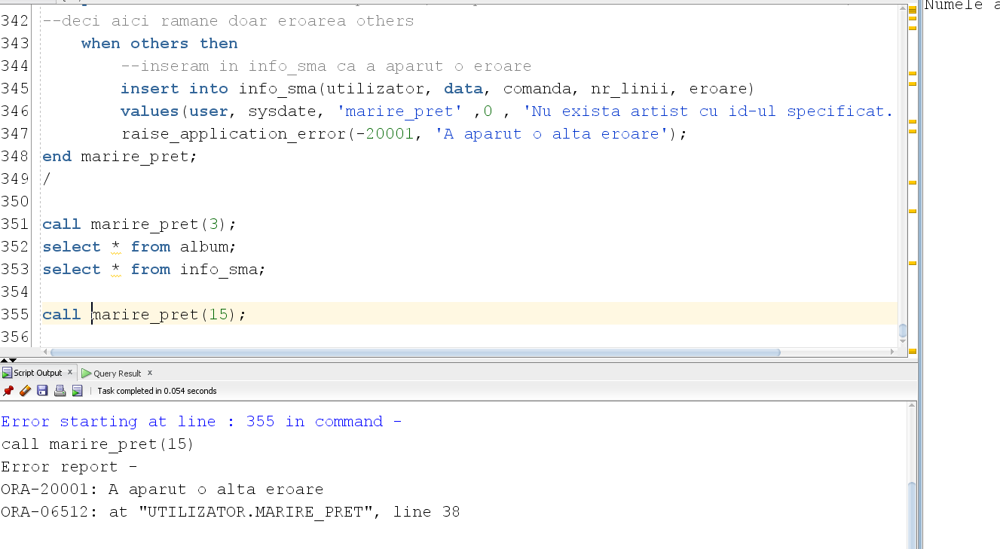 342 --deci aici ramane doar eroarea others
343 when others then
344 --inseram in info_sma ca a aparut o eroare
345 insert into info_sma(utilizator, data, comanda, nr_linii, eroare)
346 values(user, sysdate, 'marire_pret' ,0 , 'Nu exista artist cu id-ul specificat.
347 raise_application_error(-20001, 'A aparut o alta eroare');
348 end marire_pret;
349 /
350
351 call marire_pret(3);
352 select * from album;
353 select * from info_sma;
354
355 call marire_pret(15);
356
Numele a
Script Output x Query Result x
Task completed in 0.054 seconds
Error starting at line : 355 in command -
call marire_pret(15)
Error report -
ORA-20001: A aparut o alta eroare
ORA-06512: at "UTILIZATOR.MARIRE_PRET", line 38